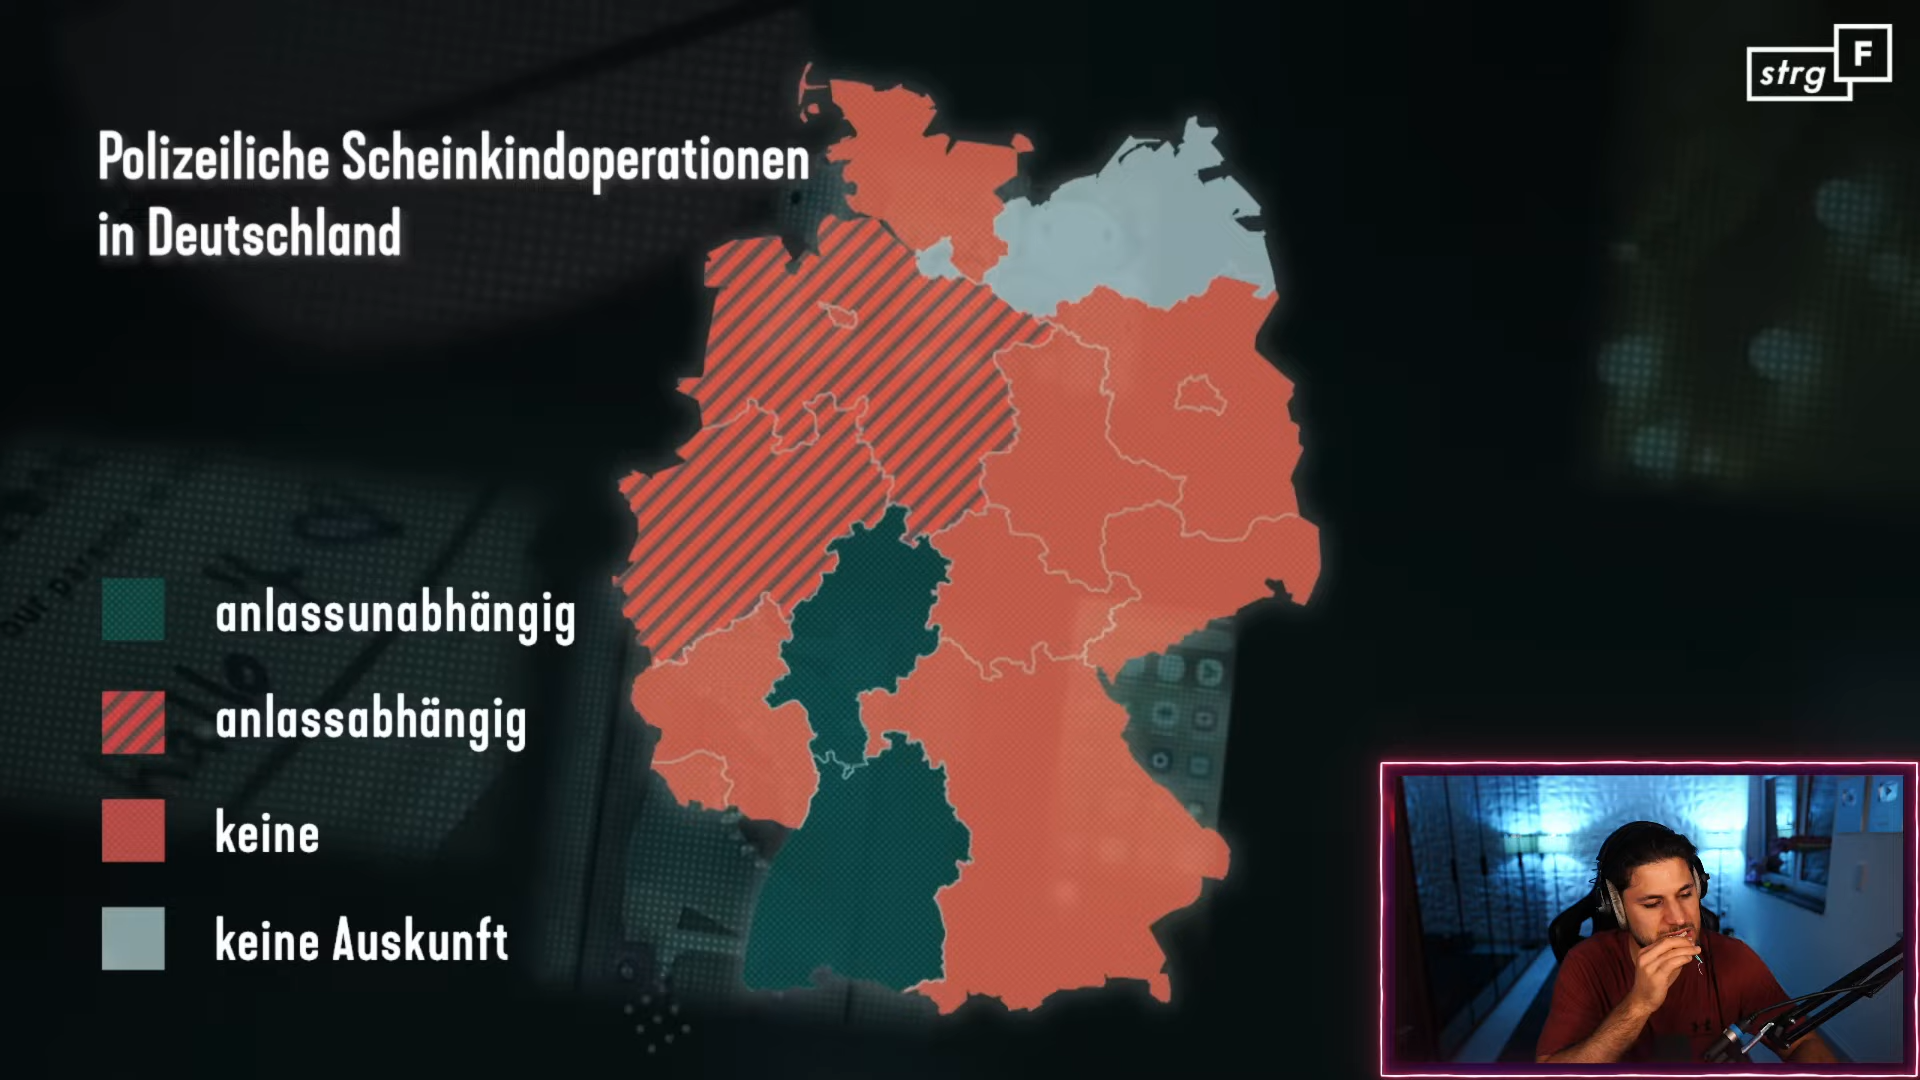 Polizeiliche Scheinkindoperationen
in Deutschland
strg
F
anlassunabhängig
anlassabhängig
keine
keine Auskunft